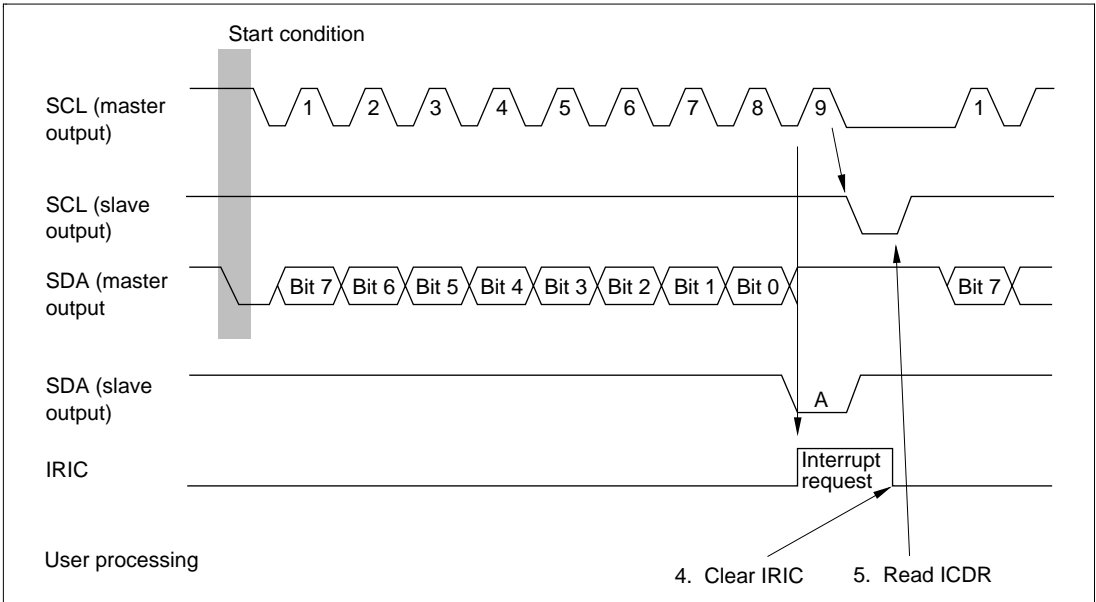 Start condition
SCL (master
output)
1 2 3 4 5 6 7 8 9 1
SCL (slave
output)
SDA (master
output
Bit 7 Bit 6 Bit 5 Bit 4 Bit 3 Bit 2 Bit 1 Bit 0 Bit 7
SDA (slave
output)
A
IRIC
Interrupt
request
User processing
4. Clear IRIC 5. Read ICDR